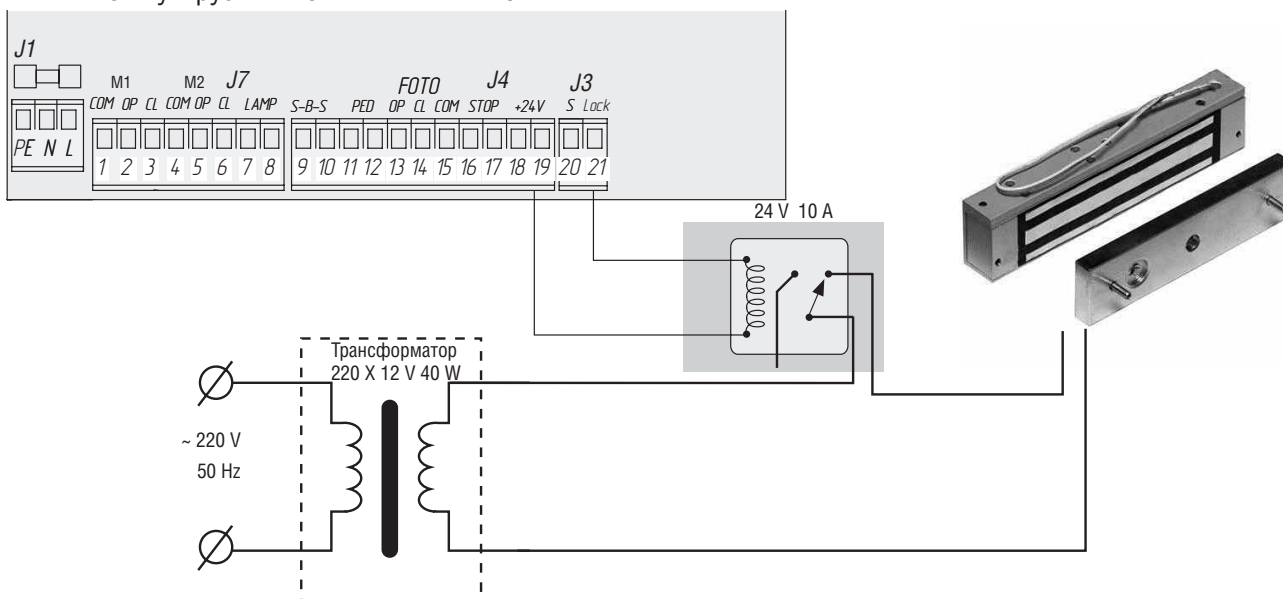 J1
M1 M2 J7
COM OP CL COM OP CL LAMP
FOTO J4 J3
S-B-S PED OP CL COM STOP +24V S Lock
PE N L
1 2 3 4 5 6 7 8 9 10 11 12 13 14 15 16 17 18 19 20 21
24 V 10 A
Трансформатор
220 X 12 V 40 W
~ 220 V
50 Hz